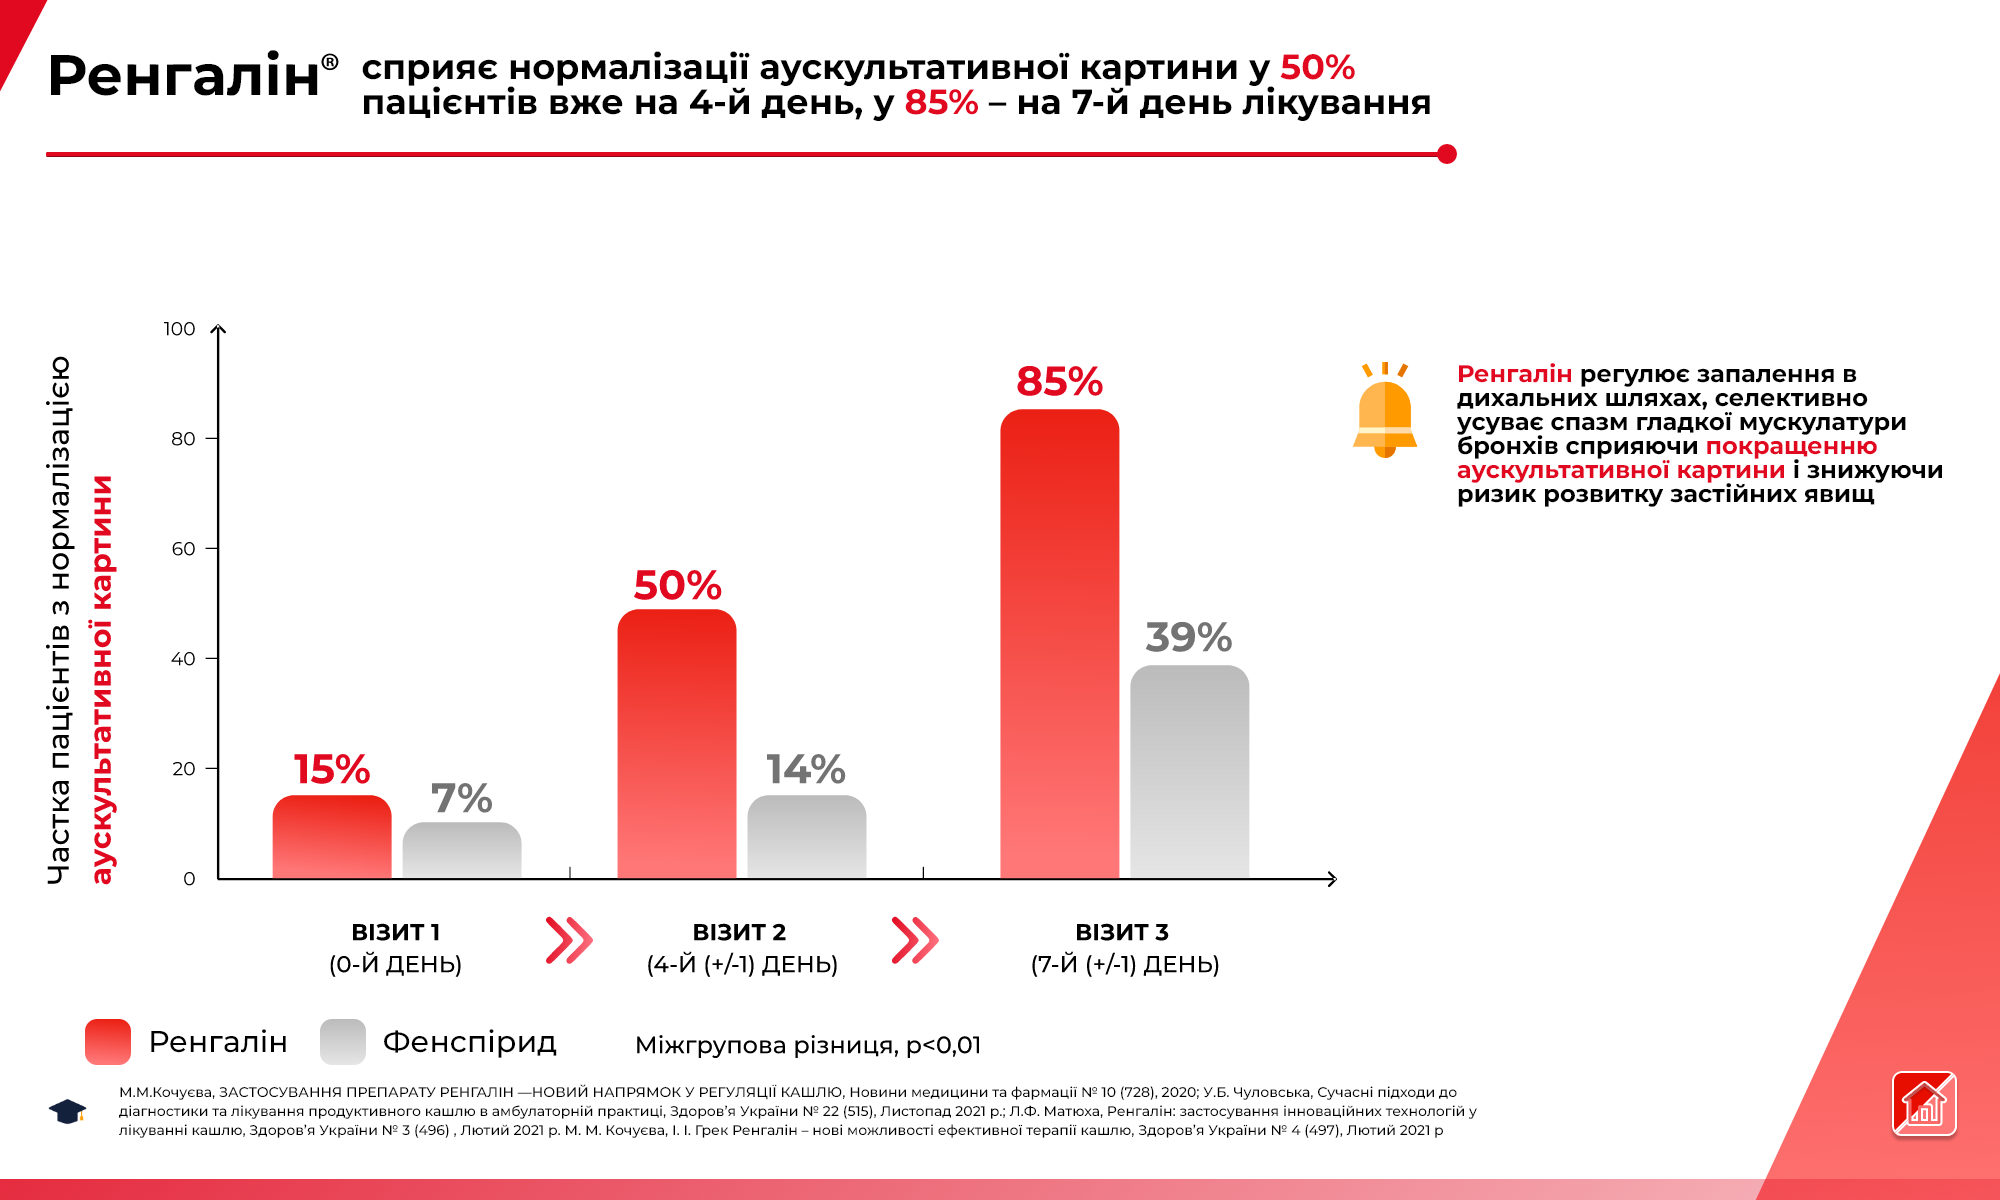 Ренгалін® сприяє нормалізації аускультативної картини у 50%
пацієнтів вже на 4-й день, у 85% – на 7-й день лікування
Частка пацієнтів з нормалізацією
аускультативної картини
100
80
60
40
20
0
15%
7%
50%
14%
85%
39%
Ренгалін регулює запалення в
дихальних шляхах, селективно
усуває спазм гладкої мускулатури
бронхів сприяючи покращенню
аускультативної картини і знижуючи
ризик розвитку застійних явищ
ВІЗИТ 1
(0-Й ДЕНЬ)
ВІЗИТ 2
(4-Й (+/-1) ДЕНЬ)
ВІЗИТ 3
(7-Й (+/-1) ДЕНЬ)
Ренгалін
Фенспірид
Міжгрупова різниця, р<0,01
М.М.Кочуєва, ЗАСТОСУВАННЯ ПРЕПАРАТУ РЕНГАЛІН —НОВИЙ НАПРЯМОК У РЕГУЛЯЦІЇ КАШЛЮ, Новини медицини та фармації № 10 (728), 2020; У.Б. Чуловська, Сучасні підходи до
діагностики та лікування продуктивного кашлю в амбулаторній практиці, Здоров’я України № 22 (515), Листопад 2021 р.; Л.Ф. Матюха, Ренгалін: застосування інноваційних технологій у
лікуванні кашлю, Здоров’я України № 3 (496) , Лютий 2021 р. М. М. Кочуєва, І. І. Грек Ренгалін – нові можливості ефективної терапії кашлю, Здоров’я України № 4 (497), Лютий 2021 р